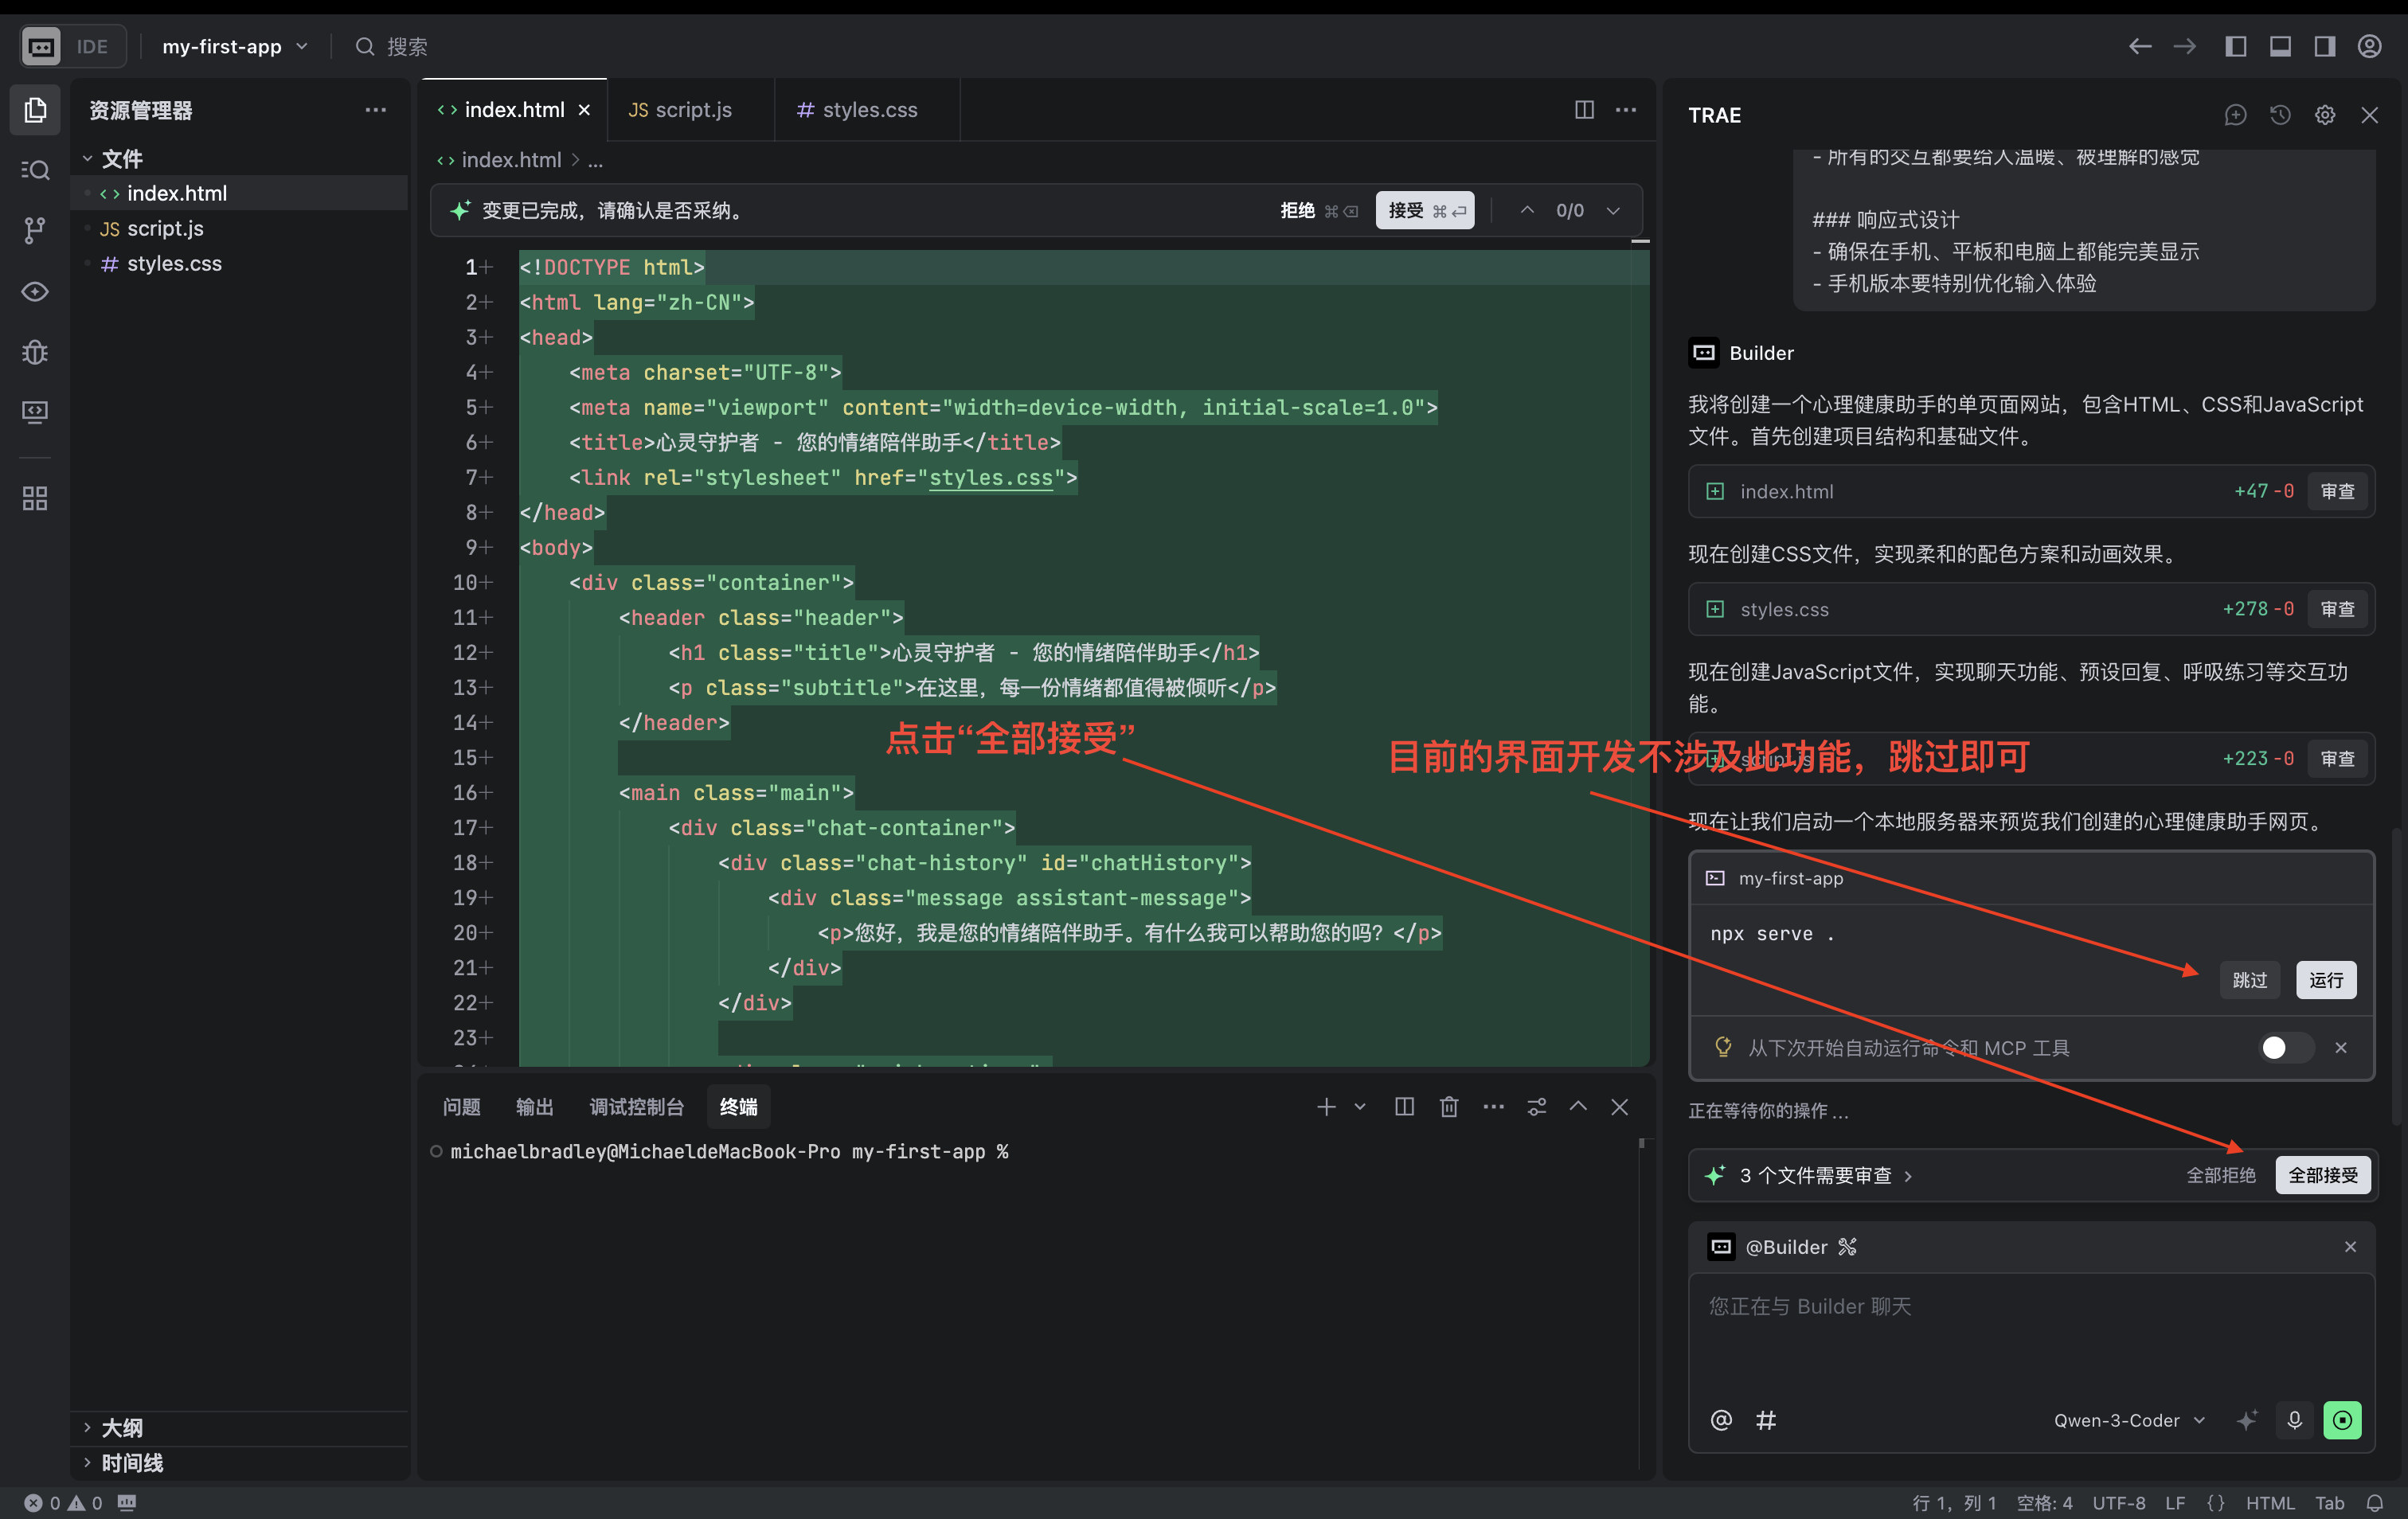 IDE
my-first-app
搜索
资源管理器
文件
index.html
JS script.js
# styles.css
大纲
时间线
index.html
JS script.js
# styles.css
index.html > ...
变更已完成，请确认是否采纳。
拒绝
接受
0/0
1 <!DOCTYPE html>
2 <html lang="zh-CN">
3 <head>
4 <meta charset="UTF-8">
5 <meta name="viewport" content="width=device-width, initial-scale=1.0">
6 <title>心灵守护者 - 您的情绪陪伴助手</title>
7 <link rel="stylesheet" href="styles.css">
8 </head>
9 <body>
10 <div class="container">
11 <header class="header">
12 <h1 class="title">心灵守护者 - 您的情绪陪伴助手</h1>
13 <p class="subtitle">在这里，每一份情绪都值得被倾听</p>
14 </header>
15
16 <main class="main">
17 <div class="chat-container">
18 <div class="chat-history" id="chatHistory">
19 <div class="message assistant-message">
20 <p>您好，我是您的情绪陪伴助手。有什么我可以帮助您的吗？</p>
21 </div>
22 </div>
23
点击“全部接受”
目前的界面开发不涉及此功能，跳过即可
问题
输出
调试控制台
终端
michaelbradley@MichaeldeMacBook-Pro my-first-app %
TRAE
- 所有的交互都要给人温暖、被理解的感觉
### 响应式设计
- 确保在手机、平板和电脑上都能完美显示
- 手机版本要特别优化输入体验
Builder
我将创建一个心理健康助手的单页面网站，包含HTML、CSS和JavaScript
文件。首先创建项目结构和基础文件。
index.html
+47 -0
审查
现在创建CSS文件，实现柔和的配色方案和动画效果。
styles.css
+278 -0
审查
现在创建JavaScript文件，实现聊天功能、预设回复、呼吸练习等交互功
能。
script.js
+223 -0
审查
现在让我们启动一个本地服务器来预览我们创建的心理健康助手网页。
my-first-app
npx serve .
跳过
运行
从下次开始自动运行命令和 MCP 工具
正在等待你的操作 ...
3 个文件需要审查
全部拒绝
全部接受
@Builder
您正在与 Builder 聊天
@ #
Qwen-3-Coder
0
0
行 1，列 1
空格: 4
UTF-8
LF
{}
HTML
Tab